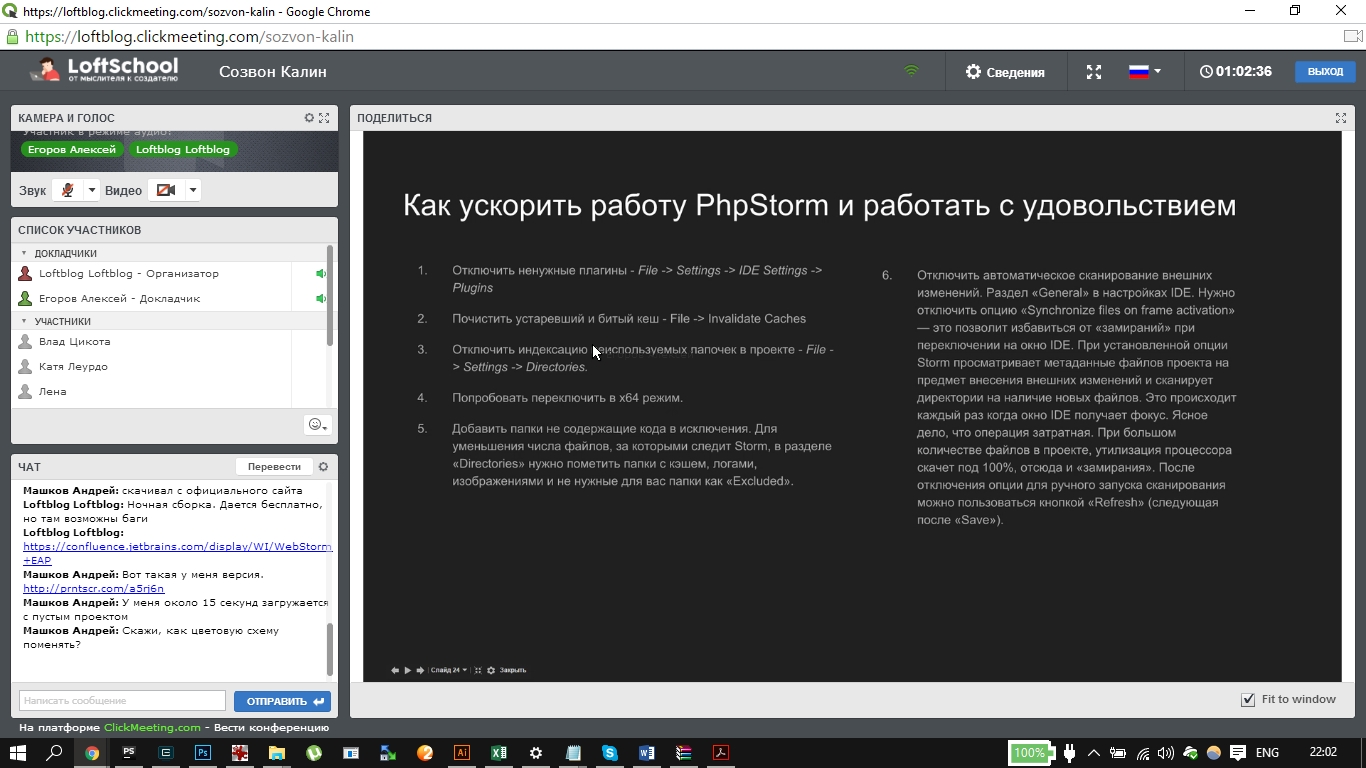 https://loftblog.clickmeeting.com/sozvon-kalin - Google Chrome
https://loftblog.clickmeeting.com/sozvon-kalin
LoftSchool
от мыслителя к создателю
Созвон Калин
Сведения
01:02:36
ВЫХОД
КАМЕРА И ГОЛОС
Участник в режиме аудио:
Егоров Алексей
Loftblog Loftblog
Звук
Видео
СПИСОК УЧАСТНИКОВ
ДОКЛАДЧИКИ
Loftblog Loftblog - Организатор
Егоров Алексей - Докладчик
УЧАСТНИКИ
Влад Цикота
Катя Леурдо
Лена
ЧАТ
Перевести
Машков Андрей: скачивал с официального сайта
Loftblog Loftblog: Ночная сборка. Дается бесплатно,
но там возможны баги
Loftblog Loftblog:
https://confluence.jetbrains.com/display/WI/WebStorm
+EAP
Машков Андрей: Вот такая у меня версия.
http://prntscr.com/a5rj6n
Машков Андрей: У меня около 15 секунд загружается
с пустым проектом
Машков Андрей: Скажи, как цветовую схему
поменять?
Написать сообщение
ОТПРАВИТЬ
На платформе ClickMeeting.com - Вести конференцию
ПОДЕЛИТЬСЯ
Как ускорить работу PhpStorm и работать с удовольствием
1. Отключить ненужные плагины - File -> Settings -> IDE Settings ->
Plugins
2. Почистить устаревший и битый кеш - File -> Invalidate Caches
3. Отключить индексацию неиспользуемых папочек в проекте - File -
> Settings -> Directories.
4. Попробовать переключить в x64 режим.
5. Добавить папки не содержащие кода в исключения. Для
уменьшения числа файлов, за которыми следит Storm, в разделе
«Directories» нужно пометить папки с кэшем, логами,
изображениями и не нужные для вас папки как «Excluded».
6. Отключить автоматическое сканирование внешних
изменений. Раздел «General» в настройках IDE. Нужно
отключить опцию «Synchronize files on frame activation»
— это позволит избавиться от «замираний» при
переключении на окно IDE. При установленной опции
Storm просматривает метаданные файлов проекта на
предмет внесения внешних изменений и сканирует
директории на наличие новых файлов. Это происходит
каждый раз когда окно IDE получает фокус. Ясное
дело, что операция затратная. При большом
количестве файлов в проекте, утилизация процессора
скачет под 100%, отсюда и «замирания». После
отключения опции для ручного запуска сканирования
можно пользоваться кнопкой «Refresh» (следующая
после «Save»).
Слайд 24
Закрыть
Fit to window
PS
Ps
Ai
100%
ENG
22:02